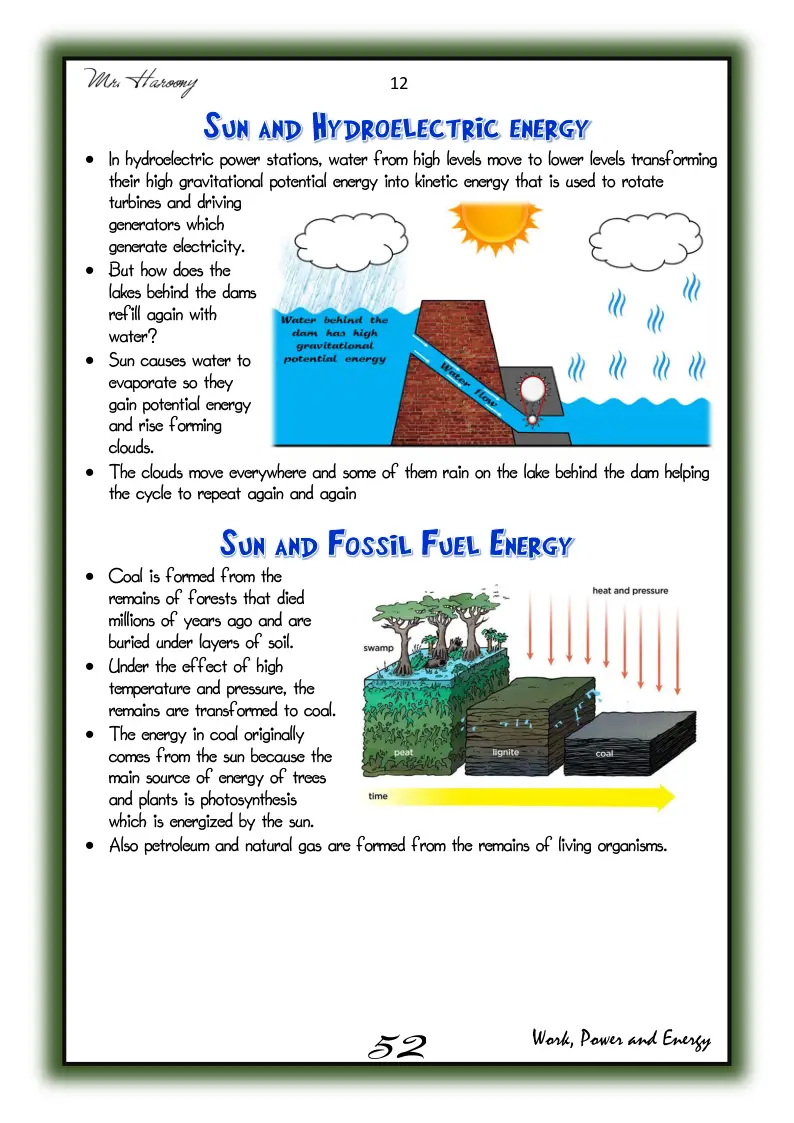 Mr. Haroony
12
Sun and Hydroelectric energy
• In hydroelectric power stations, water from high levels move to lower levels transforming
their high gravitational potential energy into kinetic energy that is used to rotate
turbines and driving
generators which
generate electricity.
• But how does the
lakes behind the dams
refill again with
water?
• Sun causes water to
evaporate so they
gain potential energy
and rise forming
clouds.
Water behind the
dam has high
gravitational
potential energy
Water flow
• The clouds move everywhere and some of them rain on the lake behind the dam helping
the cycle to repeat again and again
Sun and Fossil Fuel Energy
• Coal is formed from the
remains of forests that died
millions of years ago and are
buried under layers of soil.
• Under the effect of high
temperature and pressure, the
remains are transformed to coal.
• The energy in coal originally
comes from the sun because the
main source of energy of trees
and plants is photosynthesis
which is energized by the sun.
heat and pressure
swamp
peat
lignite
coal
time
• Also petroleum and natural gas are formed from the remains of living organisms.
52
Work, Power and Energy